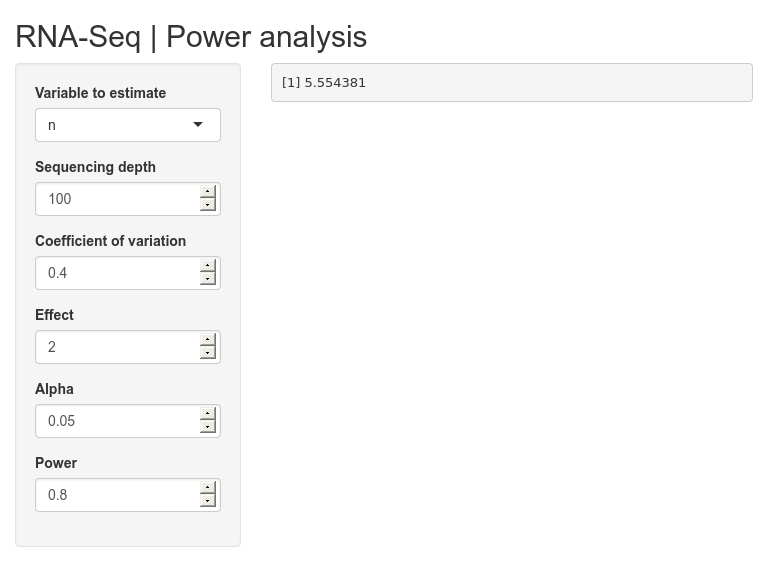 RNA-Seq | Power analysis
Variable to estimate
n
Sequencing depth
100
Coefficient of variation
0.4
Effect
2
Alpha
0.05
Power
0.8
[1] 5.554381